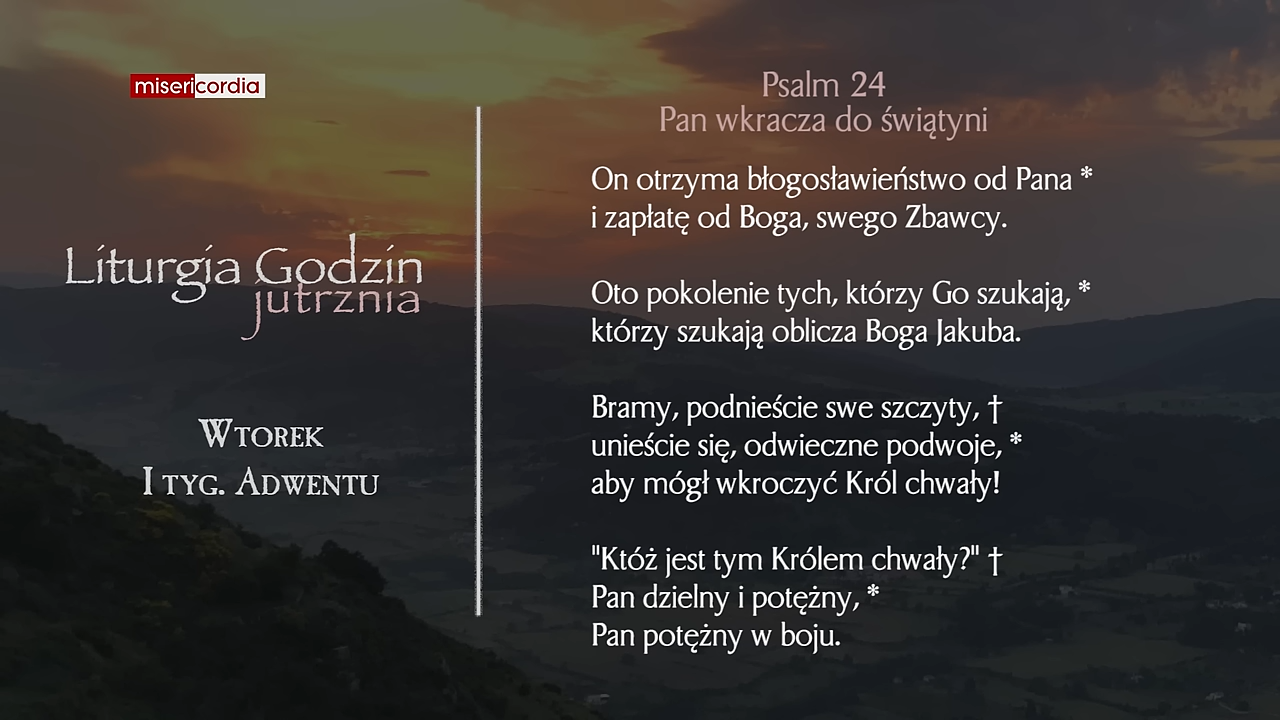 misericordia
Liturgia Godzin
jutrznia
Wtorek
I tyg. Adwentu
Psalm 24
Pan wkracza do świątyni
On otrzyma błogosławieństwo od Pana *
i zapłatę od Boga, swego Zbawcy.
Oto pokolenie tych, którzy Go szukają, *
którzy szukają oblicza Boga Jakuba.
Bramy, podnieście swe szczyty, †
unieście się, odwieczne podwoje, *
aby mógł wkroczyć Król chwały!
"Któż jest tym Królem chwały?" †
Pan dzielny i potężny, *
Pan potężny w boju.